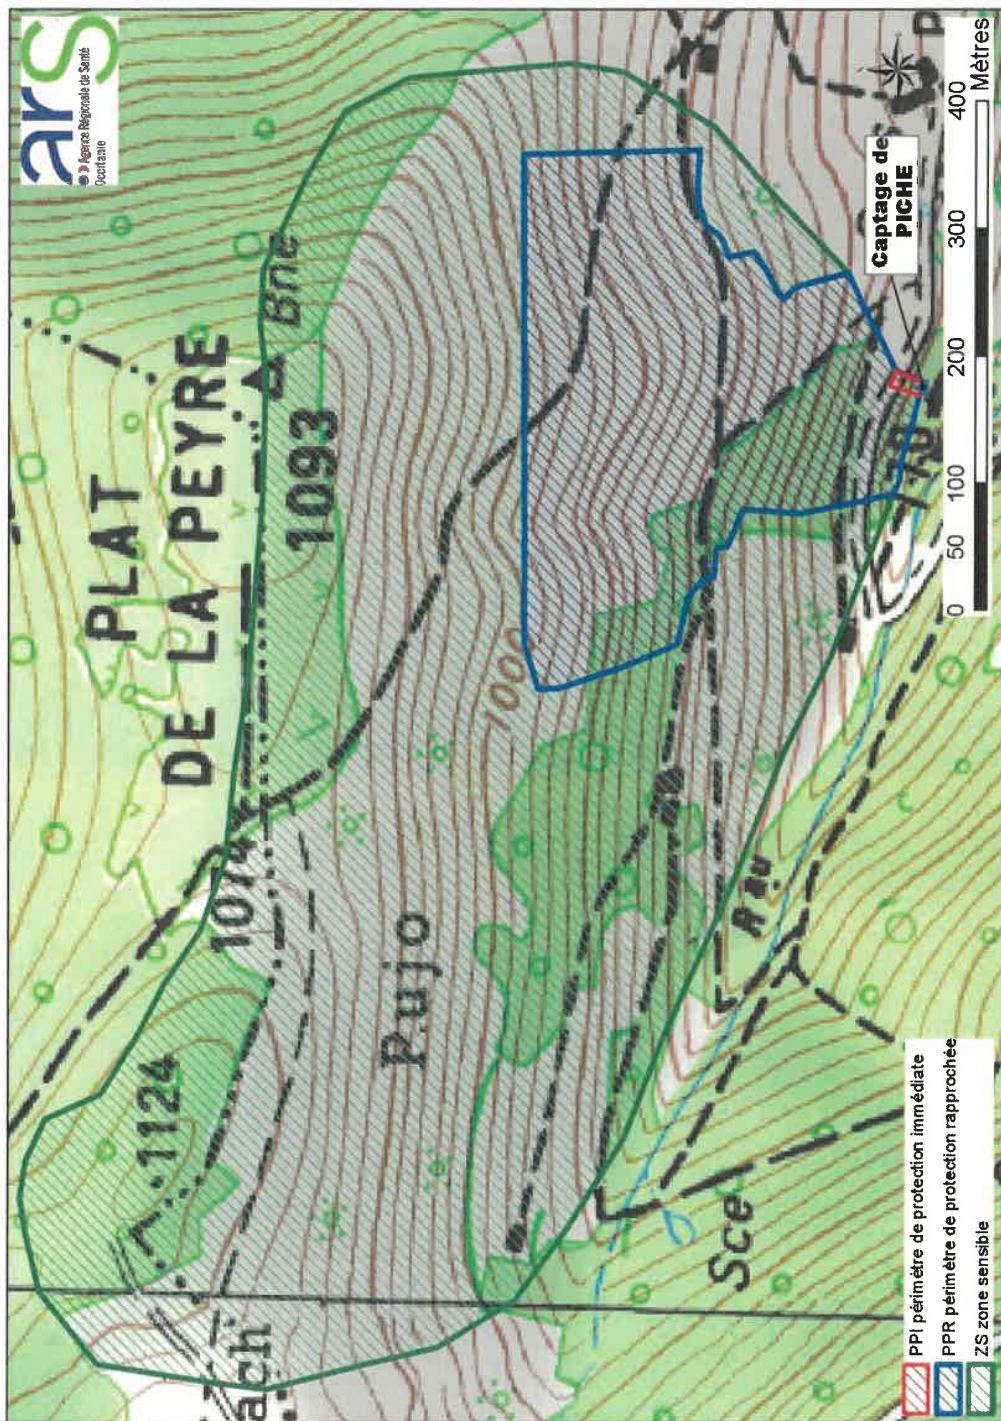 arS
Agence Régionale de Santé
Occitanie
PLAT
DE LA PEYRE
1124
1074
1093
Bne
Pujo
1000
Rau
Sce
Captage de
PICHE
PPI périmètre de protection immédiate
PPR périmètre de protection rapprochée
ZS zone sensible
0 50 100 200 300 400
Mètres